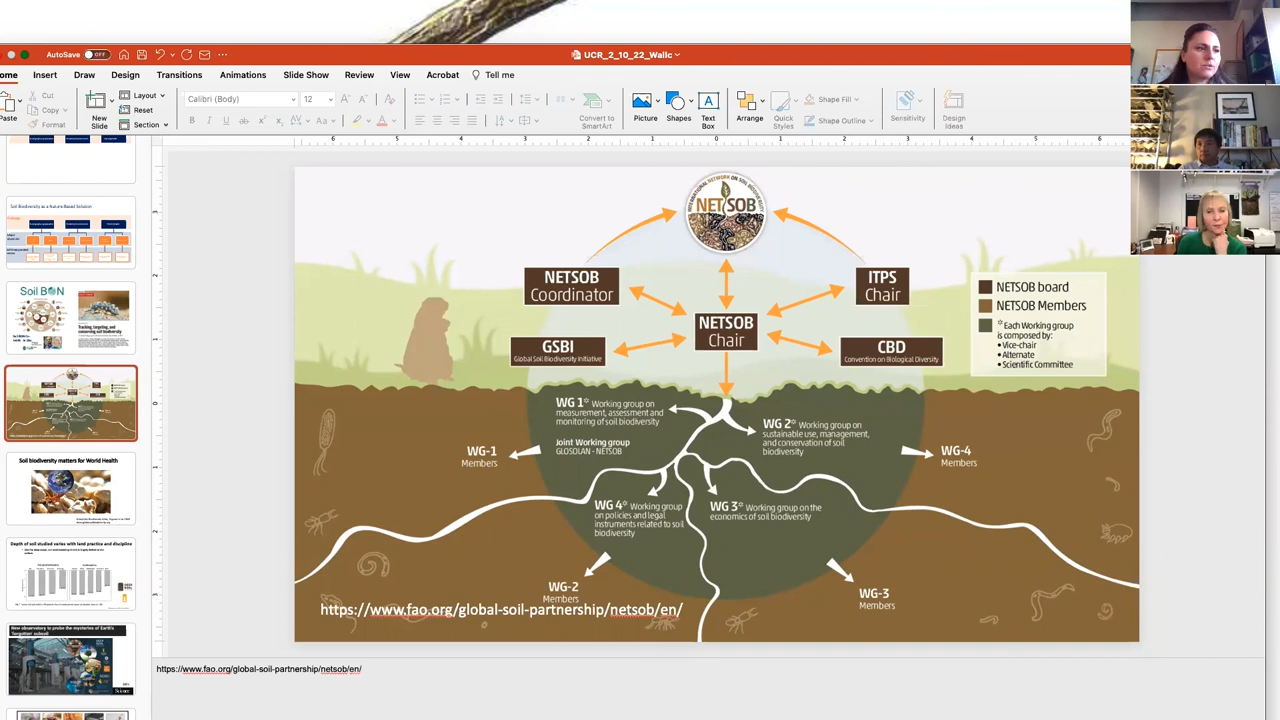 AutoSave
OFF
UCR_2_10_22_Wallc
ome
Insert
Draw
Design
Transitions
Animations
Slide Show
Review
View
Acrobat
Tell me
Paste
Cut
Copy
Format
New
Slide
Layout
Reset
Section
Calibri (Body)
12
Convert to
SmartArt
Picture
Shapes
Text
Box
Arrange
Quick
Styles
Shape Fill
Shape Outline
Sensitivity
Design
Ideas
Soil Biodiversity as a Nature-Based Solution
Soil BON
Tracking, targeting, and
conserving soil biodiversity
Soil biodiversity matters for World Health
Depth of soil studied varies with land practice and discipline
New observatory to probe the mysteries of Earth's
'forgotten' subsoil
Science
INTERNATIONAL NETWORK ON SOIL BIODIVERSITY
NETSOB
NETSOB
Coordinator
ITPS
Chair
NETSOB
Chair
GSBI
Global Soil Biodiversity Initiative
CBD
Convention on Biological Diversity
NETSOB board
NETSOB Members
* Each Working group
is composed by:
• Vice-chair
• Alternate
• Scientific Committee
WG 1* Working group on
measurement, assessment and
monitoring of soil biodiversity
Joint Working group
GLOSOLAN - NETSOB
WG 2* Working group on
sustainable use, management,
and conservation of soil
biodiversity
WG-1
Members
WG-4
Members
WG 4* Working group
on policies and legal
instruments related to soil
biodiversity
WG 3* Working group on the
economics of soil biodiversity
WG-2
Members
WG-3
Members
https://www.fao.org/global-soil-partnership/netsob/en/
https://www.fao.org/global-soil-partnership/netsob/en/